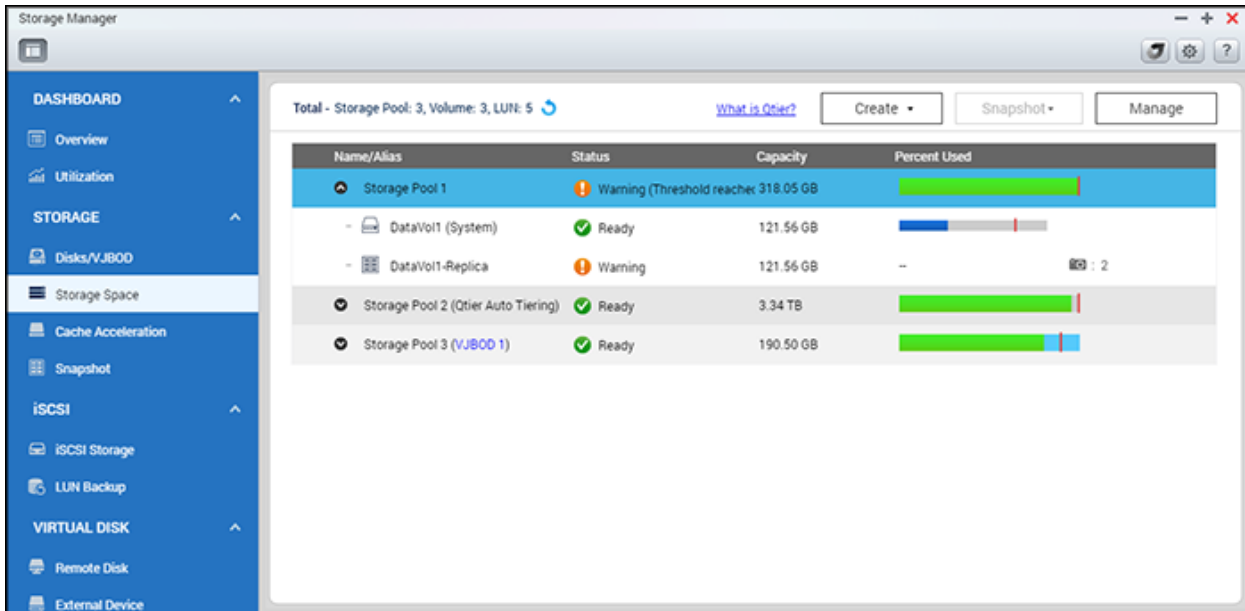 Storage Manager
?
DASHBOARD
Overview
Utilization
STORAGE
Disks/VJBOD
Storage Space
Cache Acceleration
Snapshot
iSCSI
iSCSI Storage
LUN Backup
VIRTUAL DISK
Remote Disk
External Device
Total - Storage Pool: 3, Volume: 3, LUN: 5 What is Qtier? Create Snapshot Manage
Name/Alias Status Capacity Percent Used
Storage Pool 1 Warning (Threshold reached 318.05 GB
DataVol1 (System) Ready 121.56 GB
DataVol1-Replica Warning 121.56 GB -- : 2
Storage Pool 2 (Qtier Auto Tiering) Ready 3.34 TB
Storage Pool 3 (VJBOD 1) Ready 190.50 GB